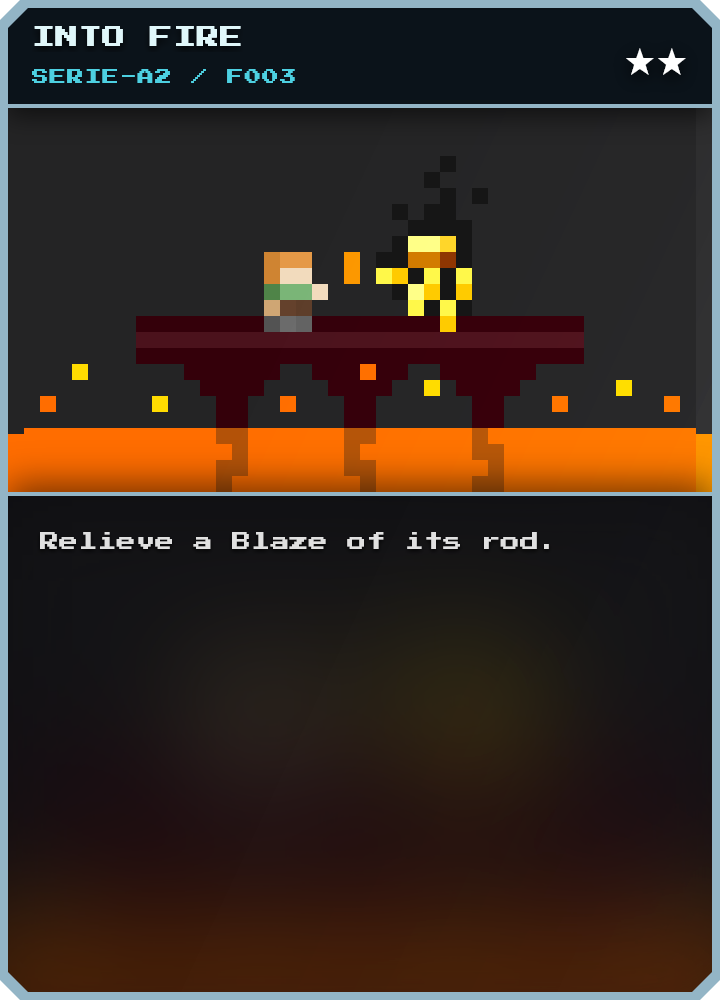 INTO FIRE
SERIE-A2 / F003
★★
Relieve a Blaze of its rod.